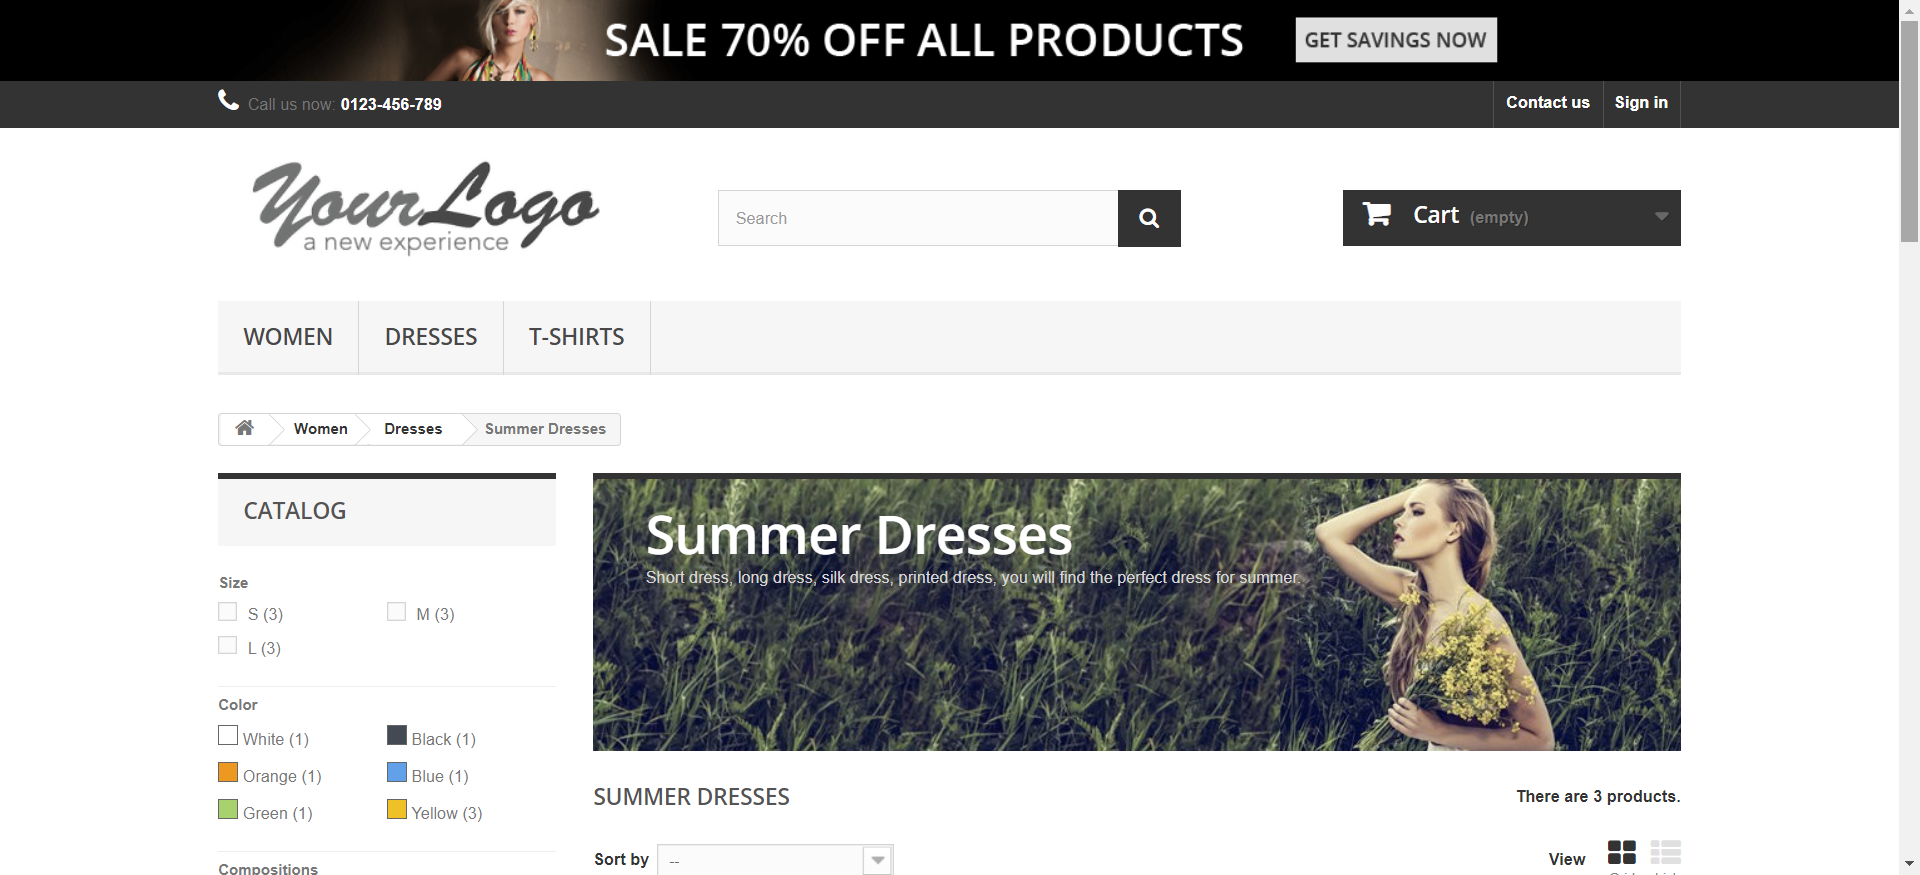 SALE 70% OFF ALL PRODUCTS GET SAVINGS NOW
Call us now: 0123-456-789 Contact us Sign in
YourLogo
a new experience
Search
Cart (empty)
WOMEN DRESSES T-SHIRTS
Women Dresses Summer Dresses
CATALOG
Summer Dresses
Short dress, long dress, silk dress, printed dress, you will find the perfect dress for summer.
Size
S (3) M (3)
L (3)
Color
White (1) Black (1)
Orange (1) Blue (1)
Green (1) Yellow (3)
Compositions
SUMMER DRESSES There are 3 products.
Sort by -- View